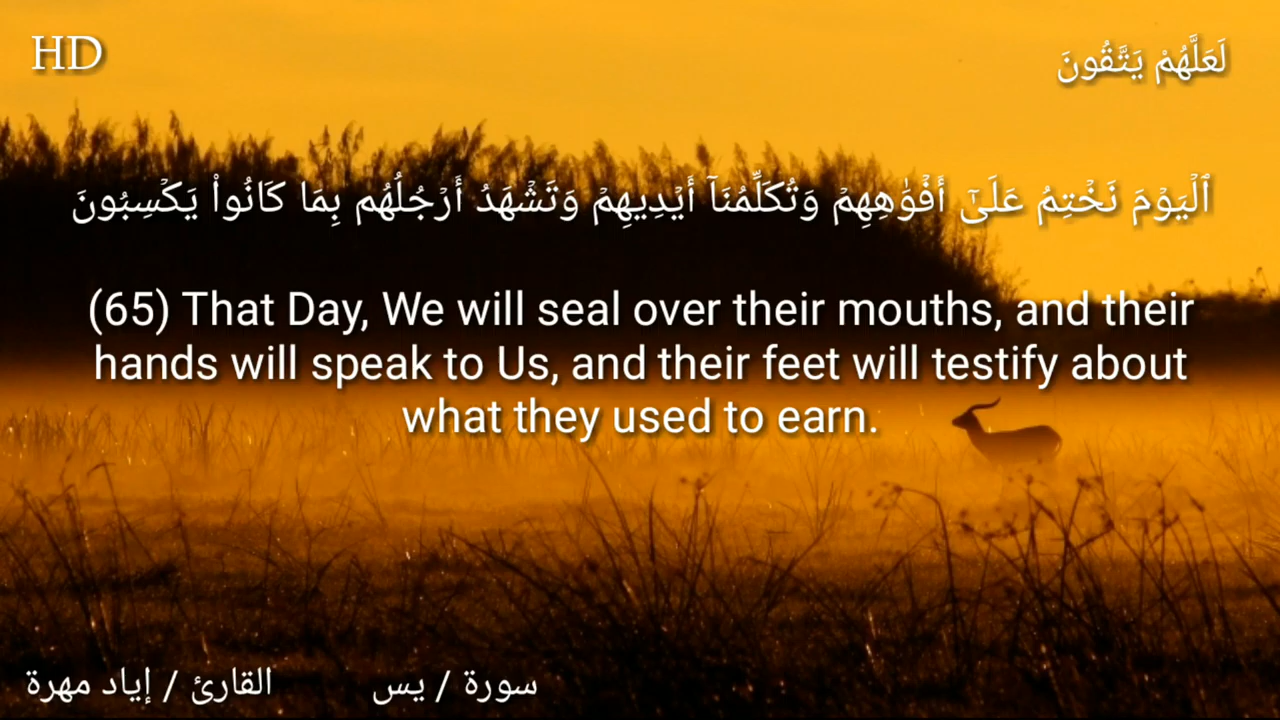 HD
لَعَلَّهُمْ يَتَّقُونَ
ٱلْيَوْمَ نَخْتِمُ عَلَىٰٓ أَفْوَٰهِهِمْ وَتُكَلِّمُنَآ أَيْدِيهِمْ وَتَشْهَدُ أَرْجُلُهُم بِمَا كَانُوا۟ يَكْسِبُونَ
(65) That Day, We will seal over their mouths, and their
hands will speak to Us, and their feet will testify about
what they used to earn.
سورة / يس
القارئ / إياد مهرة